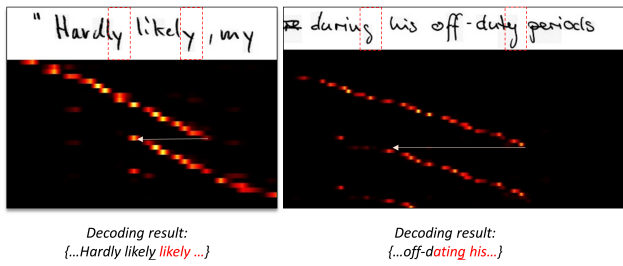 " Hardly likely, my
during his off-duty periods
Decoding result:
{...Hardly likely likely ...}
Decoding result:
{...off-dating his...}